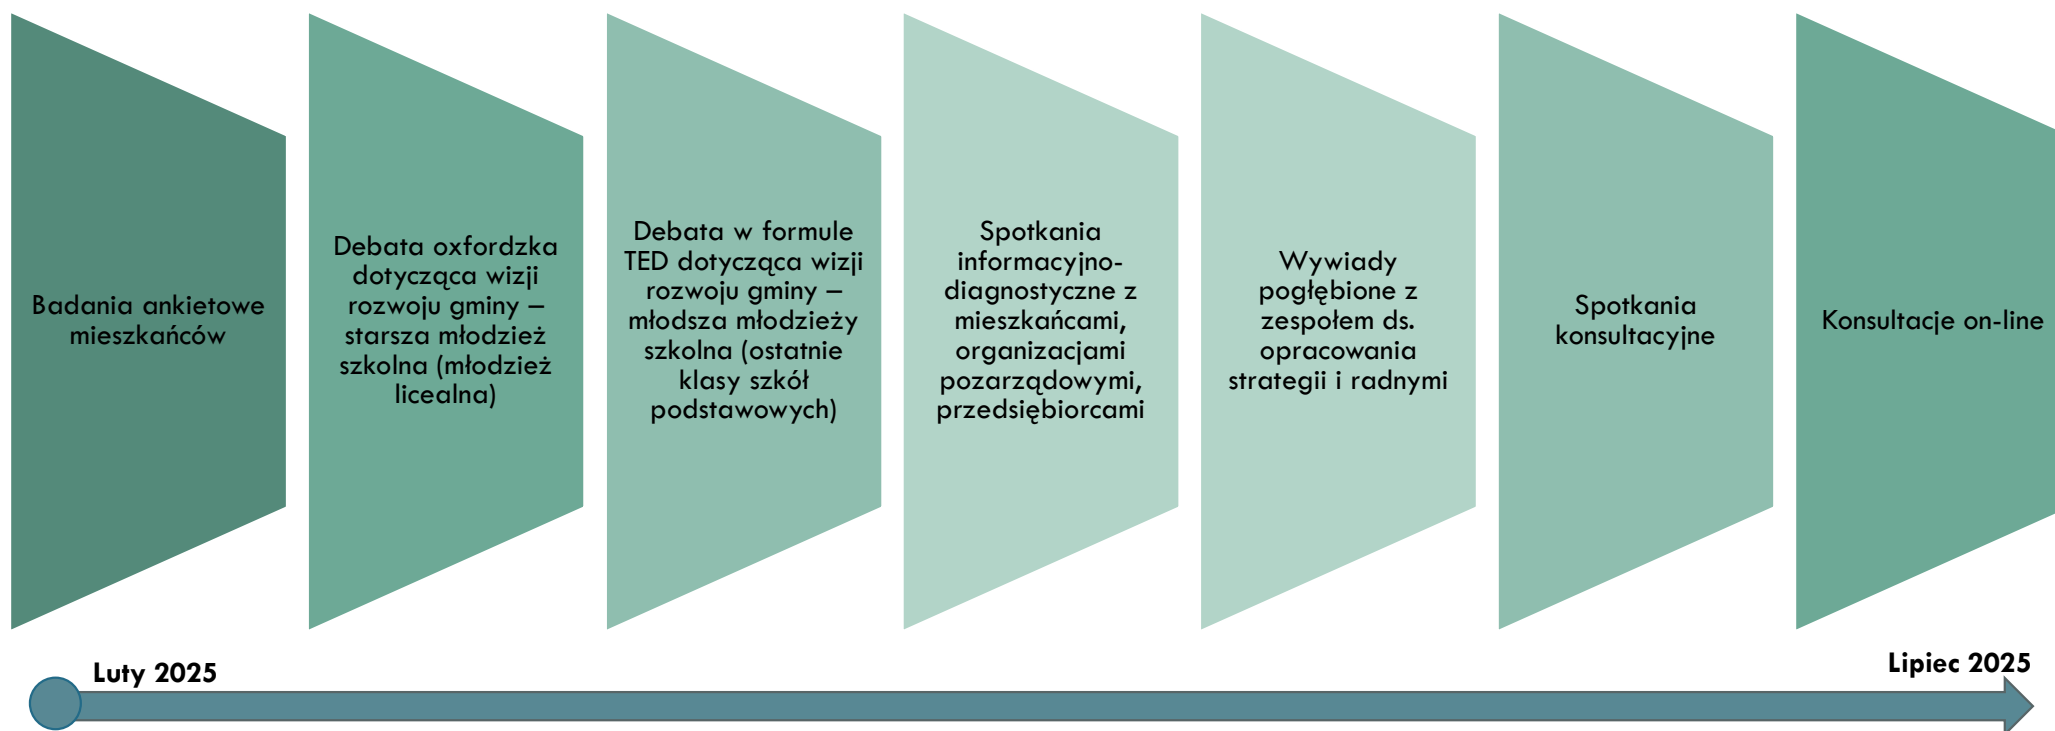 Badania ankietowe
mieszkańców
Debata oxfordzka
dotycząca wizji
rozwoju gminy –
starsza młodzież
szkolna (młodzież
licealna)
Debata w formule
TED dotycząca wizji
rozwoju gminy –
młodsza młodzieży
szkolna (ostatnie
klasy szkół
podstawowych)
Spotkania
informacyjno-
diagnostyczne z
mieszkańcami,
organizacjami
pozarządowymi,
przedsiębiorcami
Wywiady
pogłębione z
zespołem ds.
opracowania
strategii i radnymi
Spotkania
konsultacyjne
Konsultacje on-line
Luty 2025
Lipiec 2025